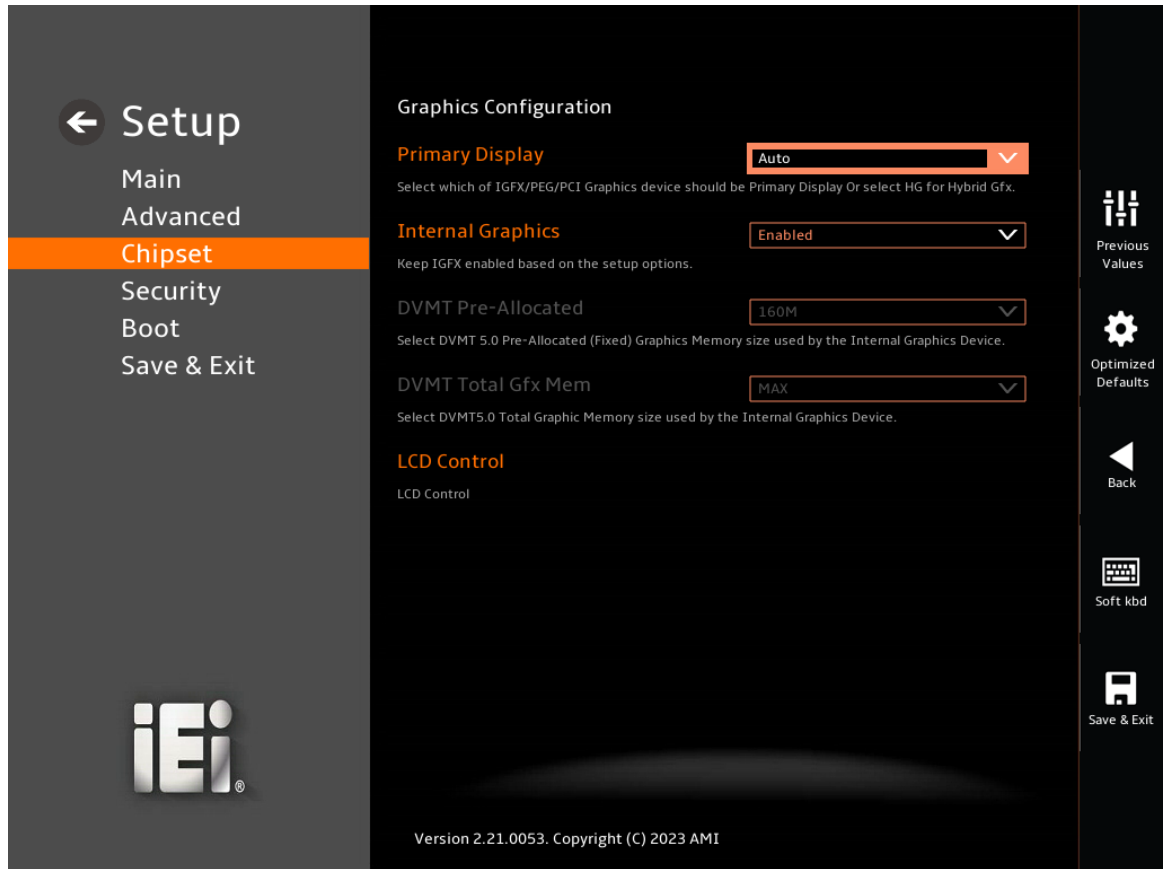 Setup
Main
Advanced
Chipset
Security
Boot
Save & Exit
iEi®
Graphics Configuration
Primary Display
Auto
Select which of IGFX/PEG/PCI Graphics device should be Primary Display Or select HG for Hybrid Gfx.
Internal Graphics
Enabled
Keep IGFX enabled based on the setup options.
DVMT Pre-Allocated
160M
Select DVMT 5.0 Pre-Allocated (Fixed) Graphics Memory size used by the Internal Graphics Device.
DVMT Total Gfx Mem
MAX
Select DVMT5.0 Total Graphic Memory size used by the Internal Graphics Device.
LCD Control
LCD Control
Version 2.21.0053. Copyright (C) 2023 AMI
Previous
Values
Optimized
Defaults
Back
Soft kbd
Save & Exit